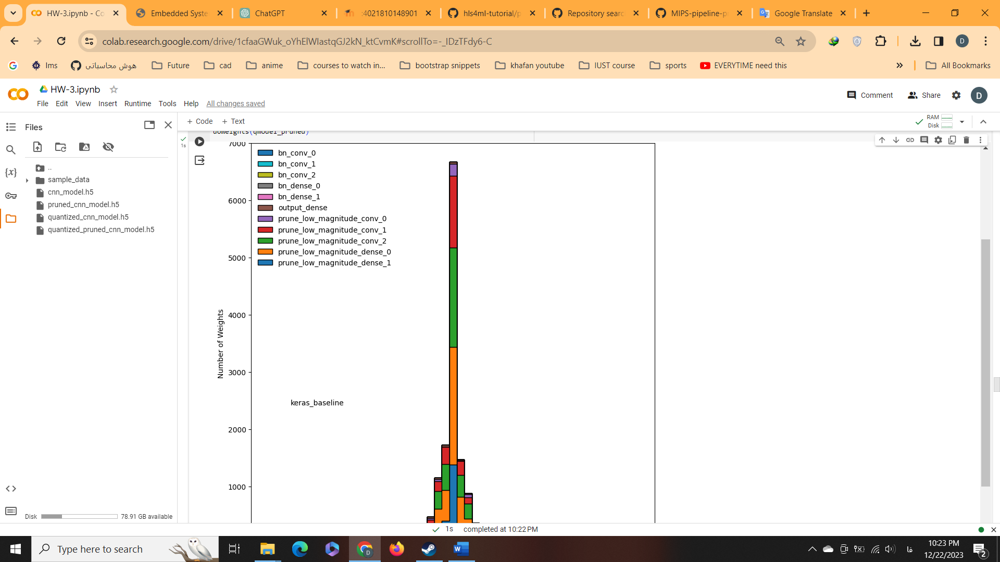 HW-3.ipynb - Co
Embedded Syste
ChatGPT
:4021810148901
hls4ml-tutorial/p
Repository searc
MIPS-pipeline-p
Google Translate
colab.research.google.com/drive/1cfaaGWuk_oYhElWIastqGJ2kN_ktCvmK#scrollTo=-_IDzTFdy6-C
D
lms
هوش محاسباتی
Future
cad
anime
courses to watch in...
bootstrap snippets
khafan youtube
IUST course
sports
EVERYTIME need this
All Bookmarks
HW-3.ipynb
Comment
Share
D
File Edit View Insert Runtime Tools Help All changes saved
Files
+ Code + Text
RAM
Disk
doweights(qmodel_pruned)
1s
..
sample_data
cnn_model.h5
pruned_cnn_model.h5
quantized_cnn_model.h5
quantized_pruned_cnn_model.h5
{x}
7000
6000
5000
4000
3000
2000
1000
Number of Weights
bn_conv_0
bn_conv_1
bn_conv_2
bn_dense_0
bn_dense_1
output_dense
prune_low_magnitude_conv_0
prune_low_magnitude_conv_1
prune_low_magnitude_conv_2
prune_low_magnitude_dense_0
prune_low_magnitude_dense_1
keras_baseline
Disk 78.91 GB available
1s completed at 10:22 PM
Type here to search
D
W
فا
10:23 PM
12/22/2023
2